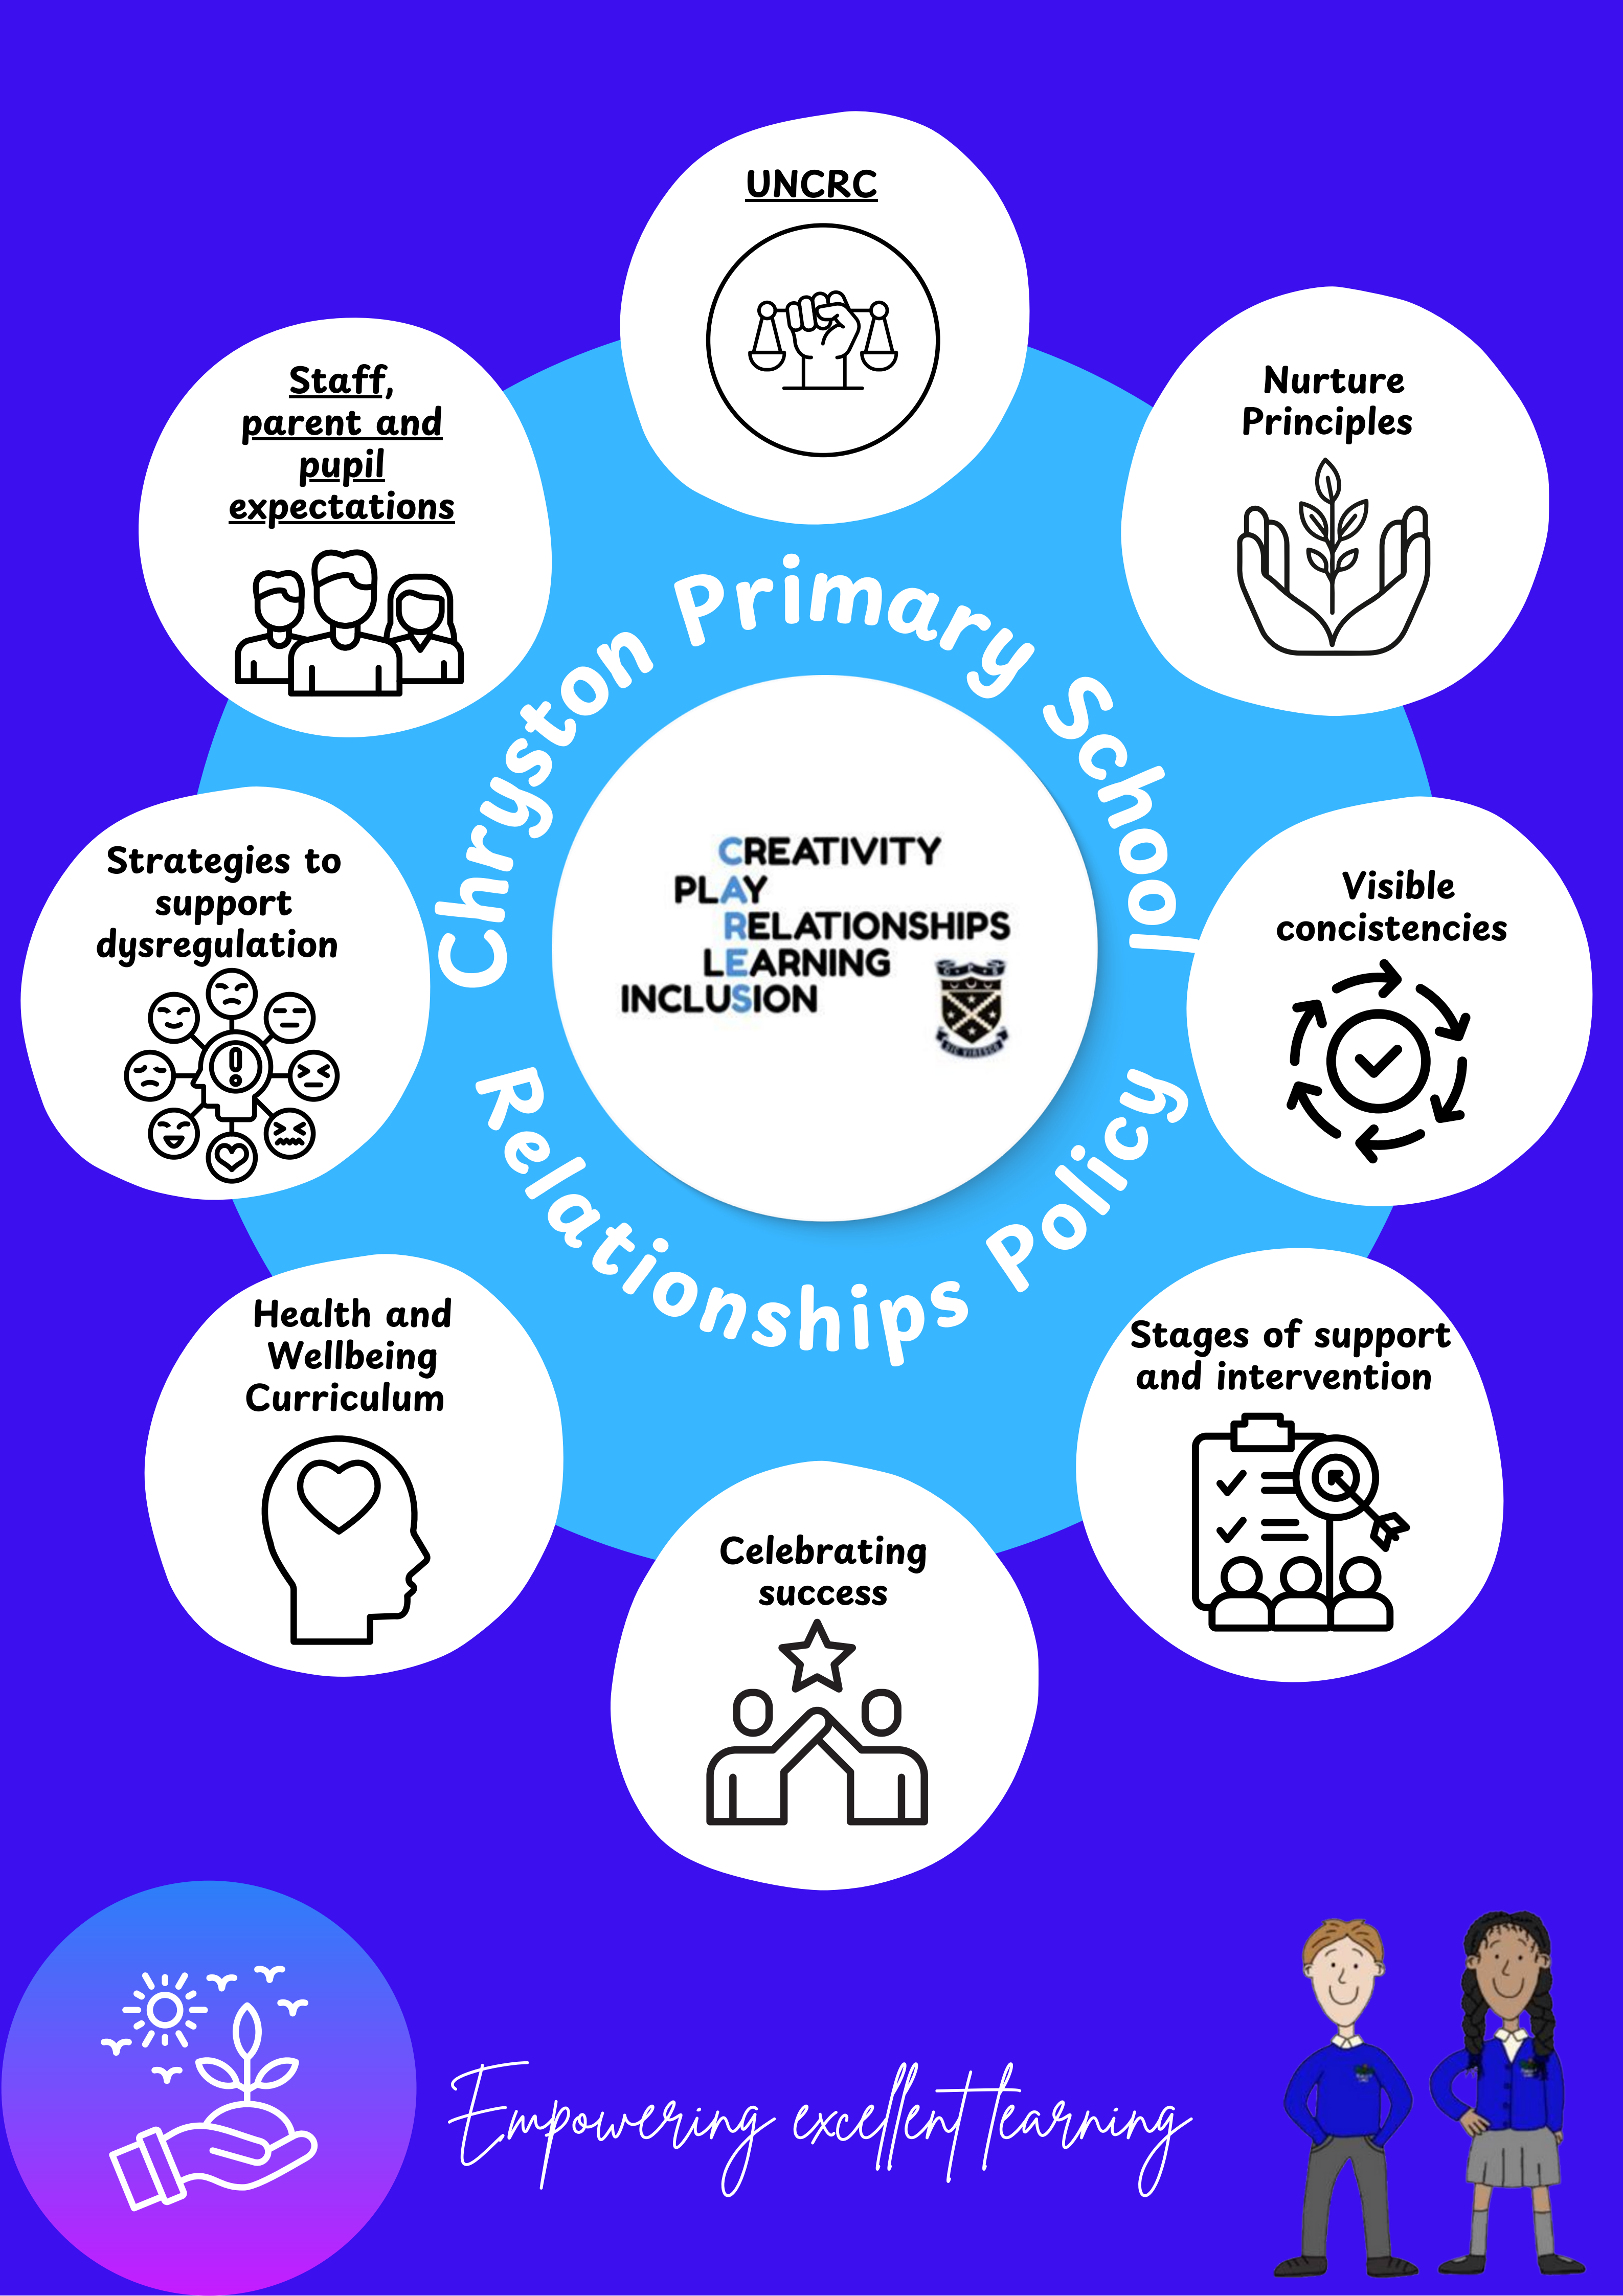 UNCRC
Staff,
parent and
pupil
expectations
Nurture
Principles
Chryston Primary School
Strategies to
support
dysregulation
CREATIVITY
PLAY
RELATIONSHIPS
LEARNING
INCLUSION
Visible
concistencies
Relationships Policy
Health and
Wellbeing
Curriculum
Stages of support
and intervention
Celebrating
success
Empowering excellent learning